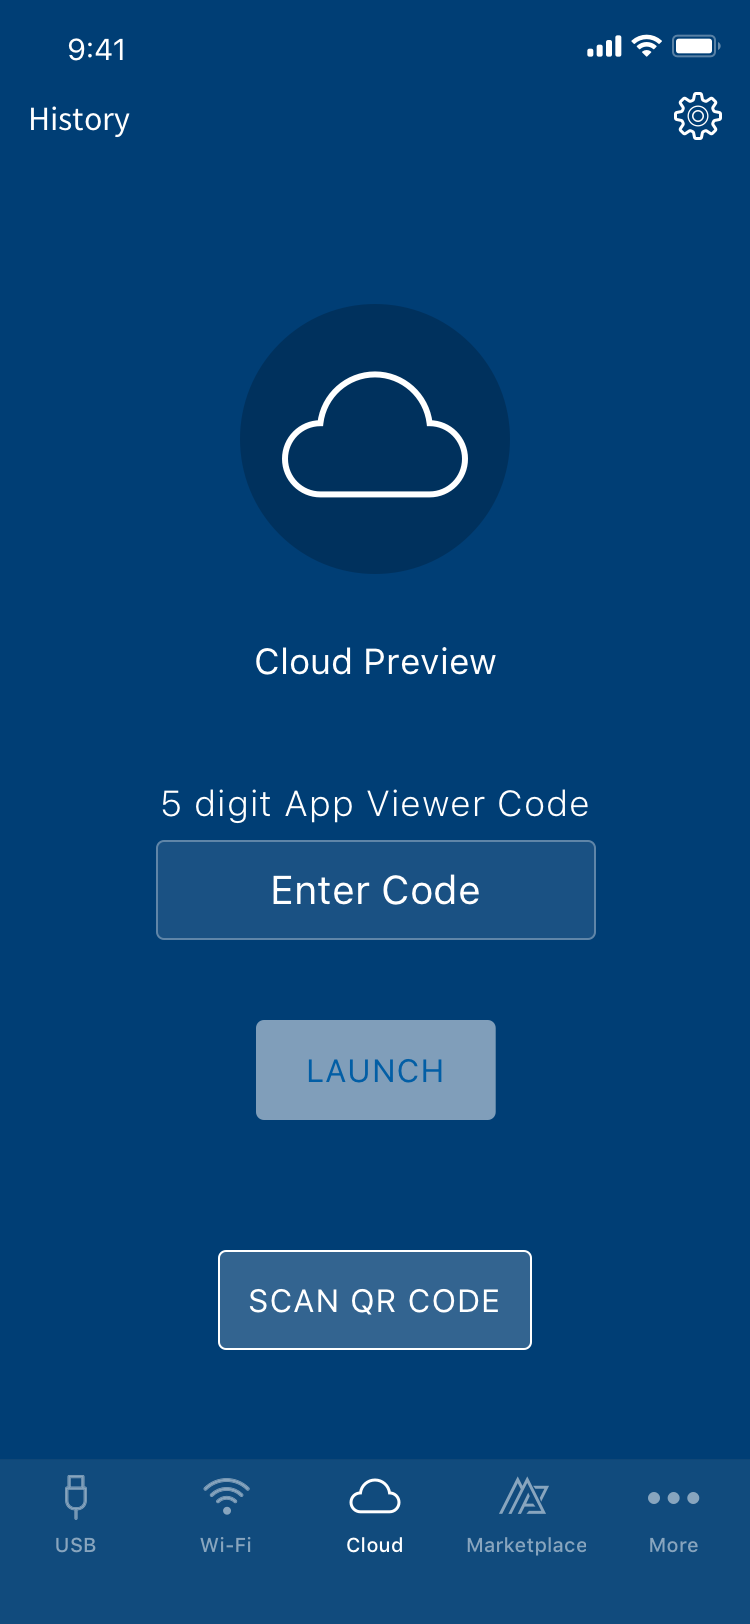 9:41
History
Cloud Preview
5 digit App Viewer Code
Enter Code
LAUNCH
SCAN QR CODE
USB
Wi-Fi
Cloud
Marketplace
More